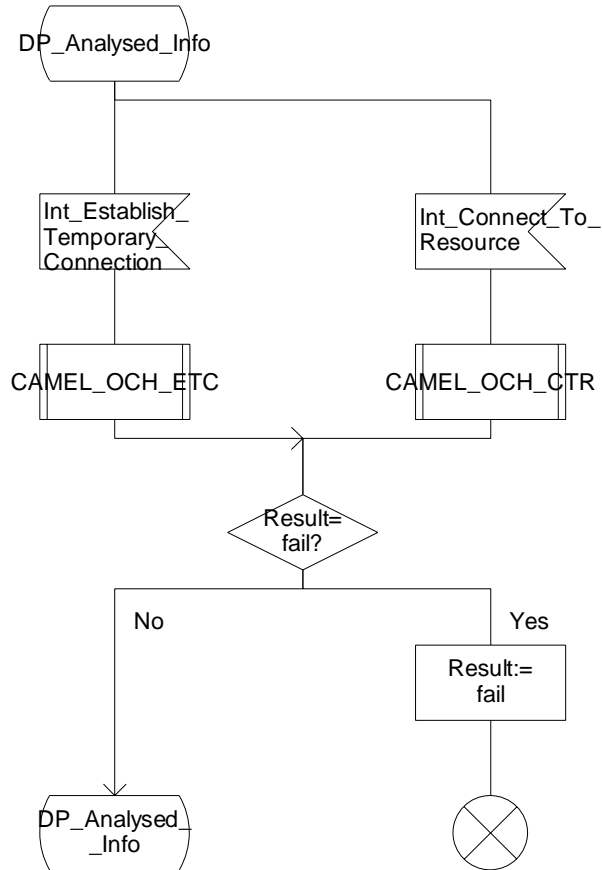 DP_Analysed_Info
Int_Establish_
Temporary_
Connection
Int_Connect_To_
Resource
CAMEL_OCH_ETC
CAMEL_OCH_CTR
Result=
fail?
No
Yes
Result:=
fail
DP_Analysed_
_Info